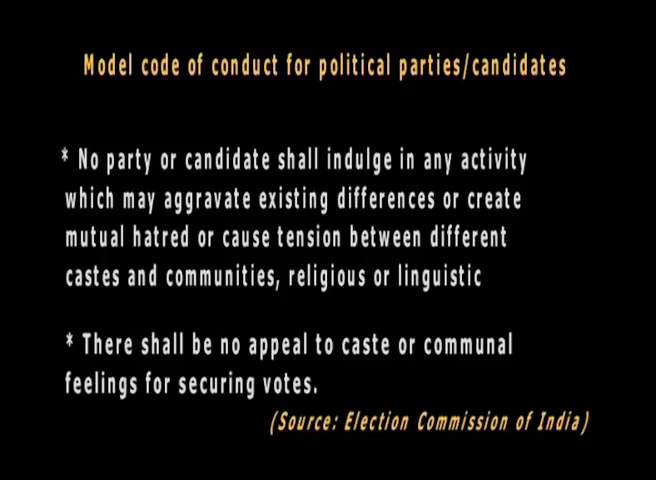 Model code of conduct for political parties/candidates
* No party or candidate shall indulge in any activity
which may aggravate existing differences or create
mutual hatred or cause tension between different
castes and communities, religious or linguistic
* There shall be no appeal to caste or communal
feelings for securing votes.
(Source: Election Commission of India)